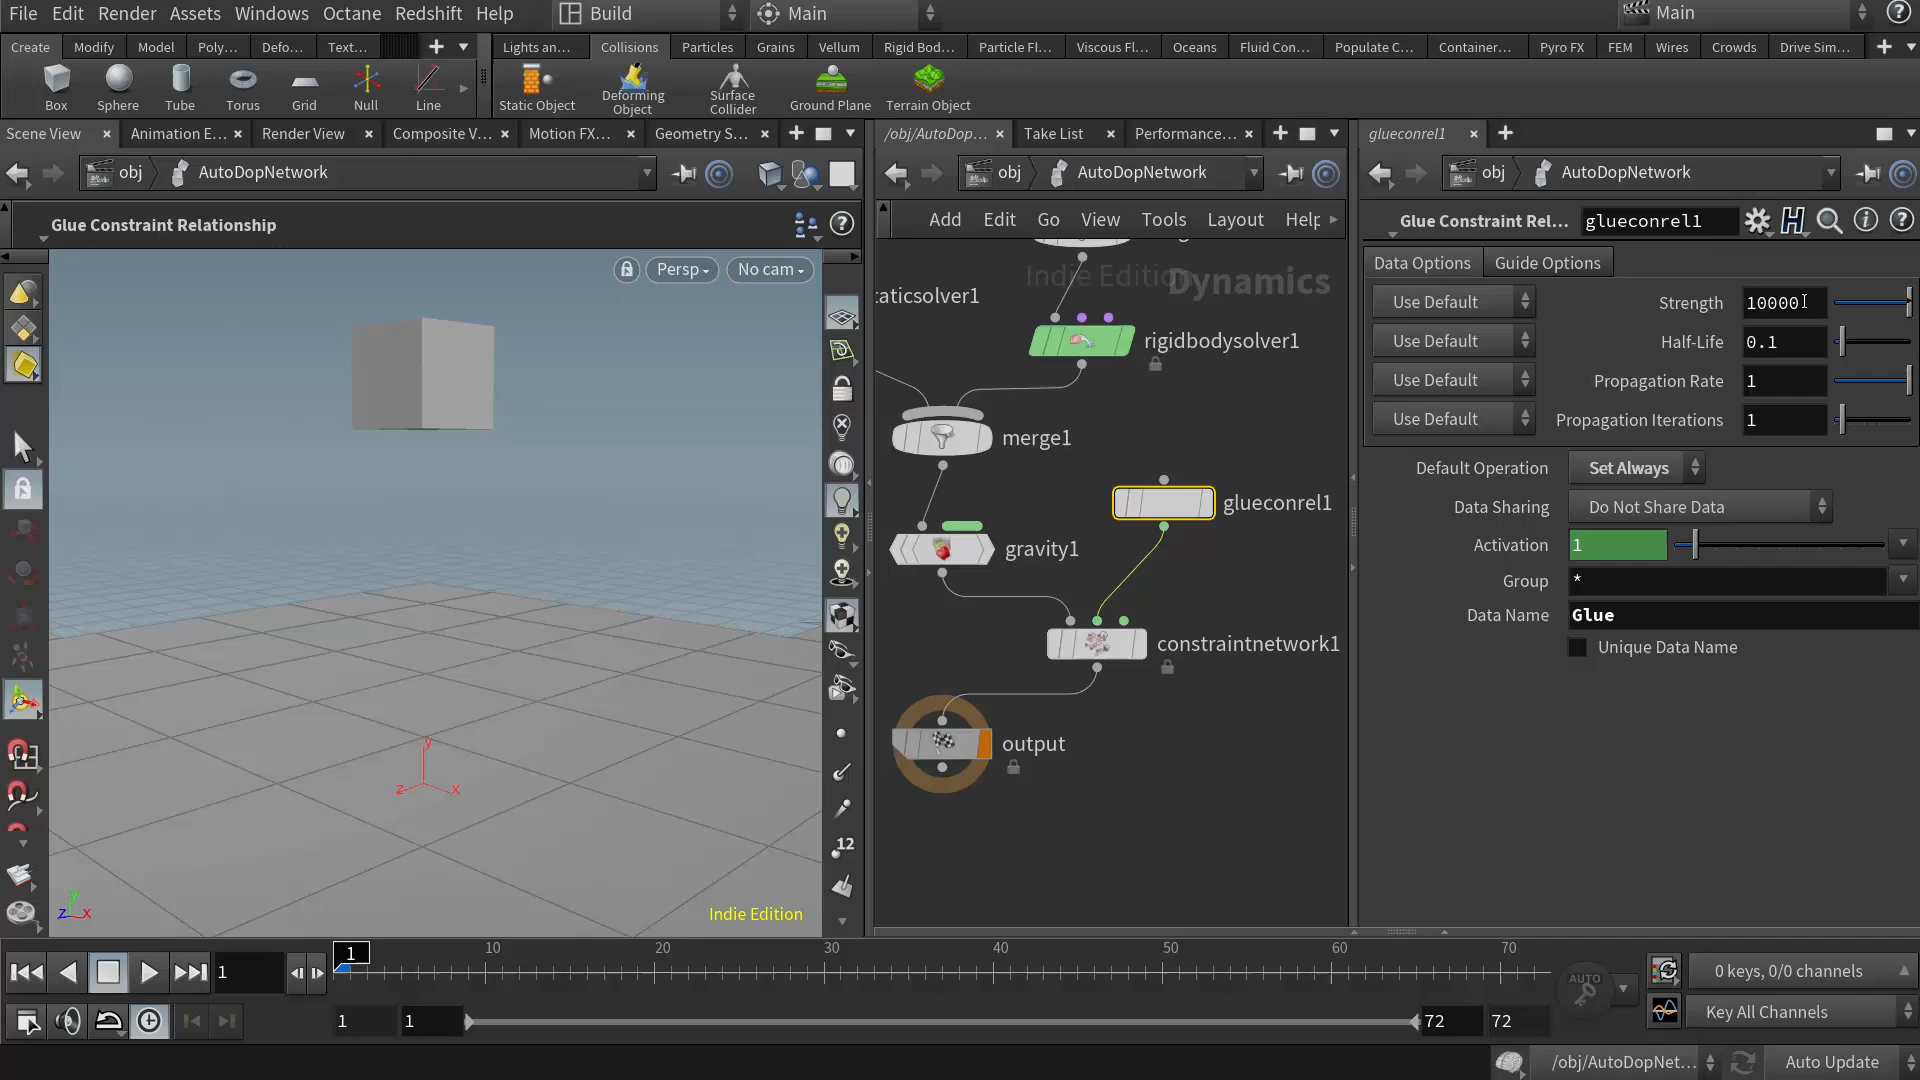 File Edit Render Assets Windows Octane Redshift Help Build Main Main
Create Modify Model Poly... Defo... Text... Lights an... Collisions Particles Grains Vellum Rigid Bod... Particle Fl... Viscous Fl... Oceans Fluid Con... Populate C... Container... Pyro FX FEM Wires Crowds Drive Sim...
Box Sphere Tube Torus Grid Null Line Static Object Deforming Object Surface Collider Ground Plane Terrain Object
Scene View Animation E... Render View Composite V... Motion FX... Geometry S... /obj/AutoDop... Take List Performance... glueconrel1
obj AutoDopNetwork obj AutoDopNetwork obj AutoDopNetwork
Glue Constraint Relationship
Add Edit Go View Tools Layout Help
Glue Constraint Rel... glueconrel1
Persp No cam
Data Options Guide Options
Indie Edition Dynamics
taticsolver1
Use Default Strength 10000
rigidbodysolver1
Use Default Half-Life 0.1
Use Default Propagation Rate 1
Use Default Propagation Iterations 1
merge1
Default Operation Set Always
glueconrel1
Data Sharing Do Not Share Data
gravity1
Activation 1
Group *
Data Name Glue
constraintnetwork1
Unique Data Name
output
y
z x
12
y
z x
Indie Edition
1 10 20 30 40 50 60 70
1
AUTO
0 keys, 0/0 channels
1 1 72 72
Key All Channels
/obj/AutoDopNet... Auto Update